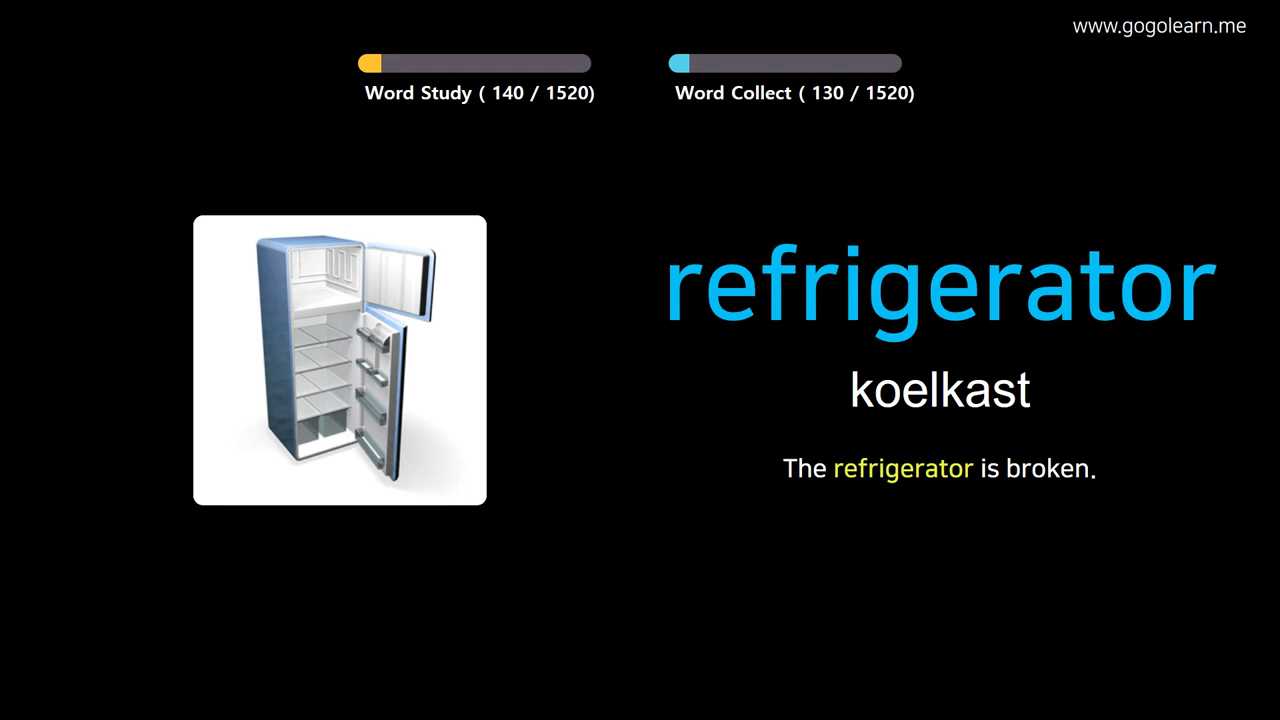 www.gogolearn.me
Word Study ( 140 / 1520)
Word Collect ( 130 / 1520)
refrigerator
koelkast
The refrigerator is broken.